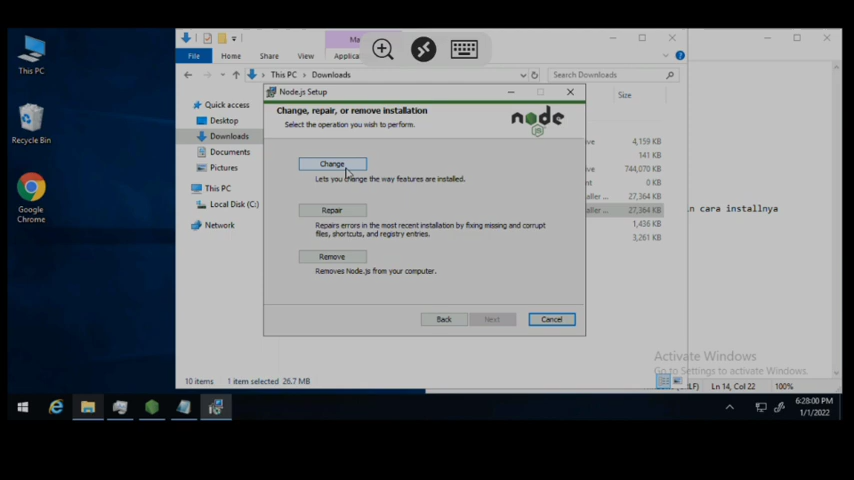 This PC
Recycle Bin
Google
Chrome
File
Home
Share
View
Applica
Ma
This PC
Downloads
Search Downloads
Quick access
Desktop
Downloads
Documents
Pictures
This PC
Local Disk (C:)
Network
Size
4,159 KB
141 KB
744,070 KB
0 KB
27,364 KB
27,364 KB
1,436 KB
3,261 KB
Node.js Setup
Change, repair, or remove installation
Select the operation you wish to perform.
node
JS
Change
Lets you change the way features are installed.
Repair
Repairs errors in the most recent installation by fixing missing and corrupt
files, shortcuts, and registry entries.
Remove
Removes Node.js from your computer.
Back
Next
Cancel
n cara installnya
Activate Windows
Go to Settings to activate Windows.
10 items
1 item selected 26.7 MB
Ln 14, Col 22
100%
6:28:00 PM
1/1/2022